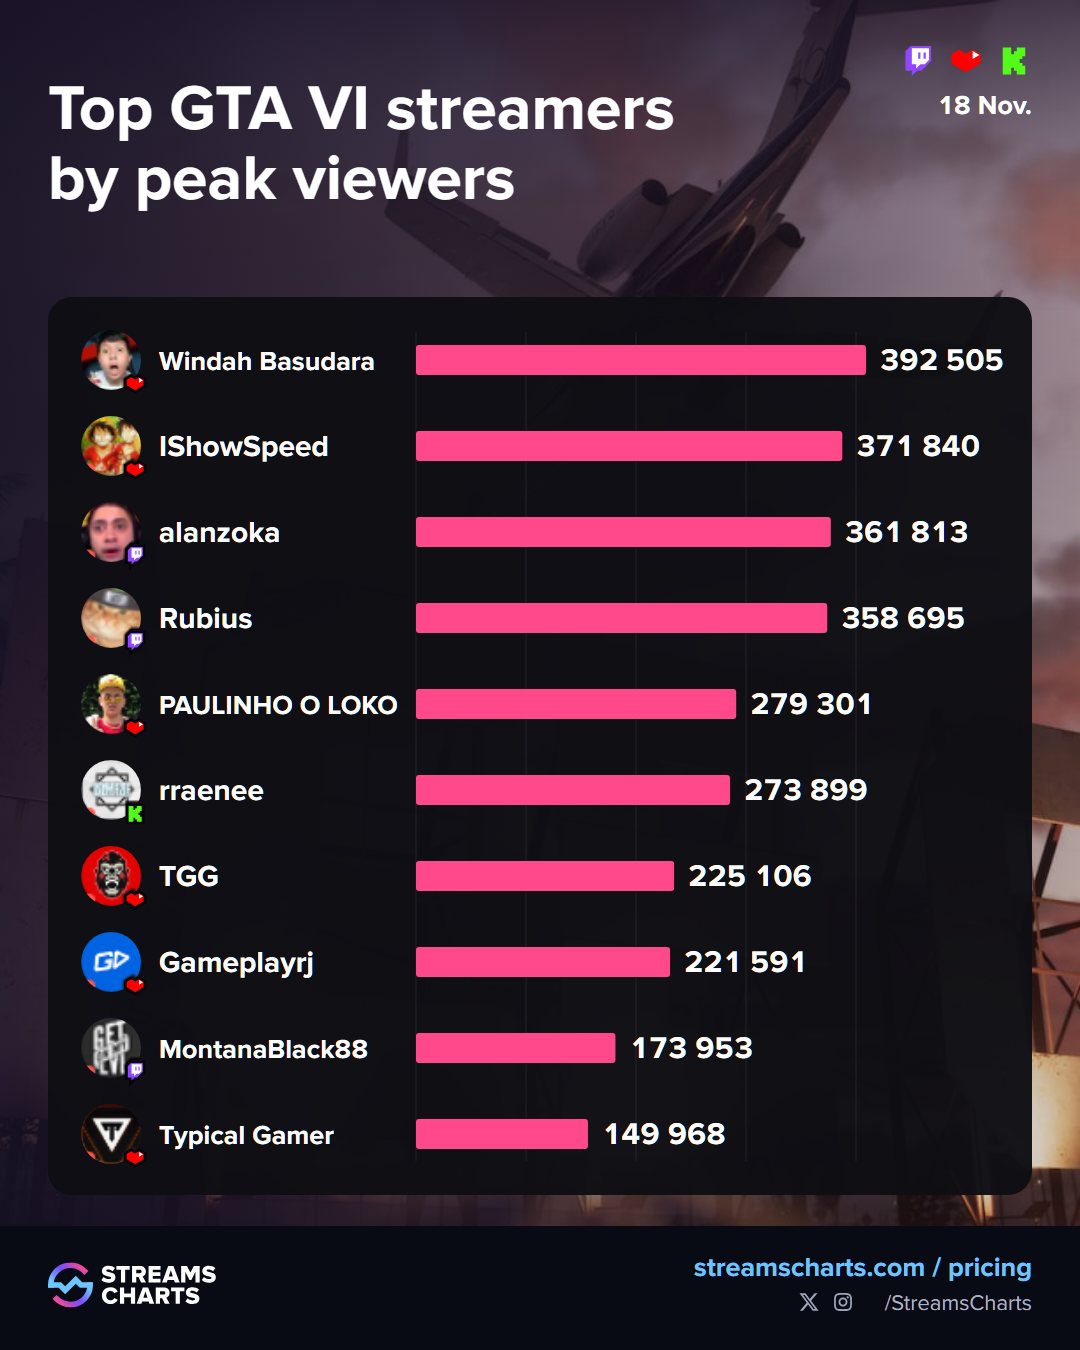 Top GTA VI streamers
by peak viewers
18 Nov.
Windah Basudara 392 505
IShowSpeed 371 840
alanzoka 361 813
Rubius 358 695
PAULINHO O LOKO 279 301
rraenee 273 899
TGG 225 106
Gameplayrj 221 591
MontanaBlack88 173 953
Typical Gamer 149 968
STREAMS
CHARTS
streamscharts.com / pricing
/StreamsCharts